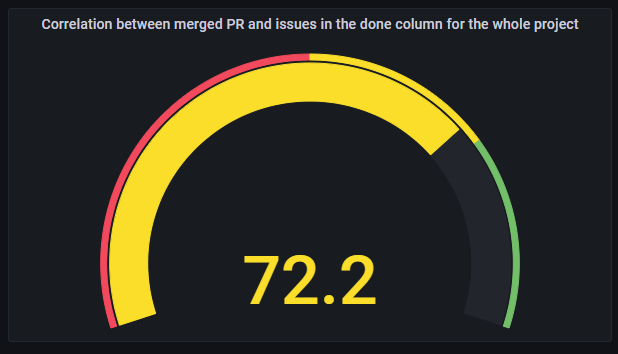 Correlation between merged PR and issues in the done column for the whole project
72.2